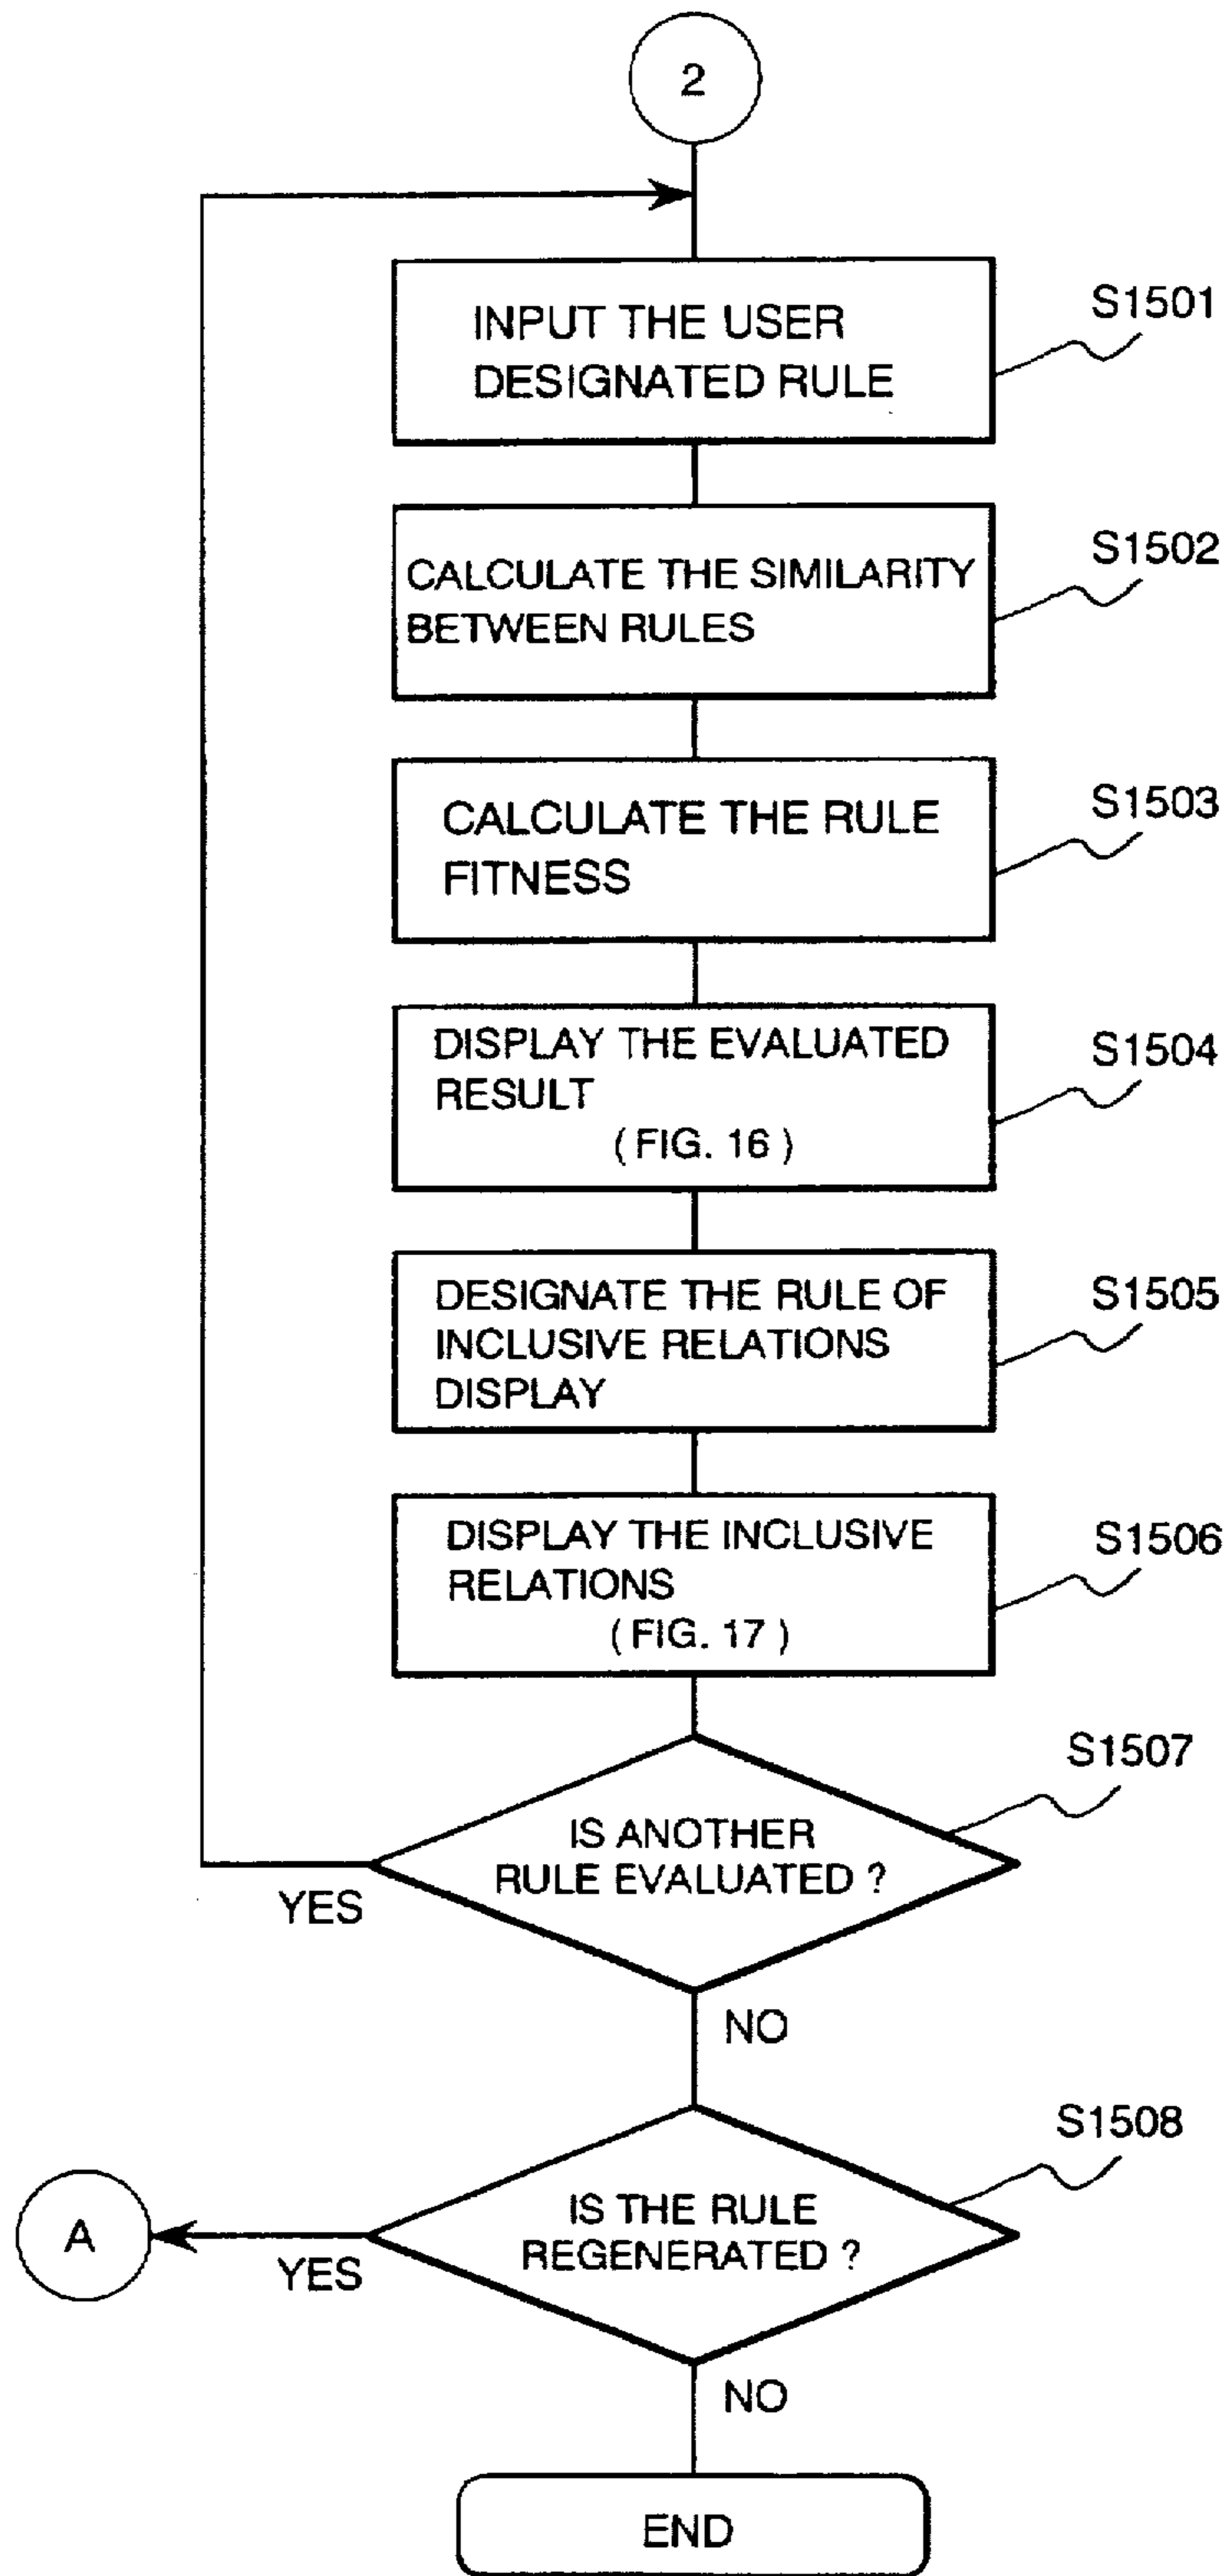 2
INPUT THE USER
DESIGNATED RULE
S1501
CALCULATE THE SIMILARITY
BETWEEN RULES
S1502
CALCULATE THE RULE
FITNESS
S1503
DISPLAY THE EVALUATED
RESULT
( FIG. 16 )
S1504
DESIGNATE THE RULE OF
INCLUSIVE RELATIONS
DISPLAY
S1505
DISPLAY THE INCLUSIVE
RELATIONS
( FIG. 17 )
S1506
IS ANOTHER
RULE EVALUATED ?
S1507
YES
NO
IS THE RULE
REGENERATED ?
S1508
A
YES
NO
END